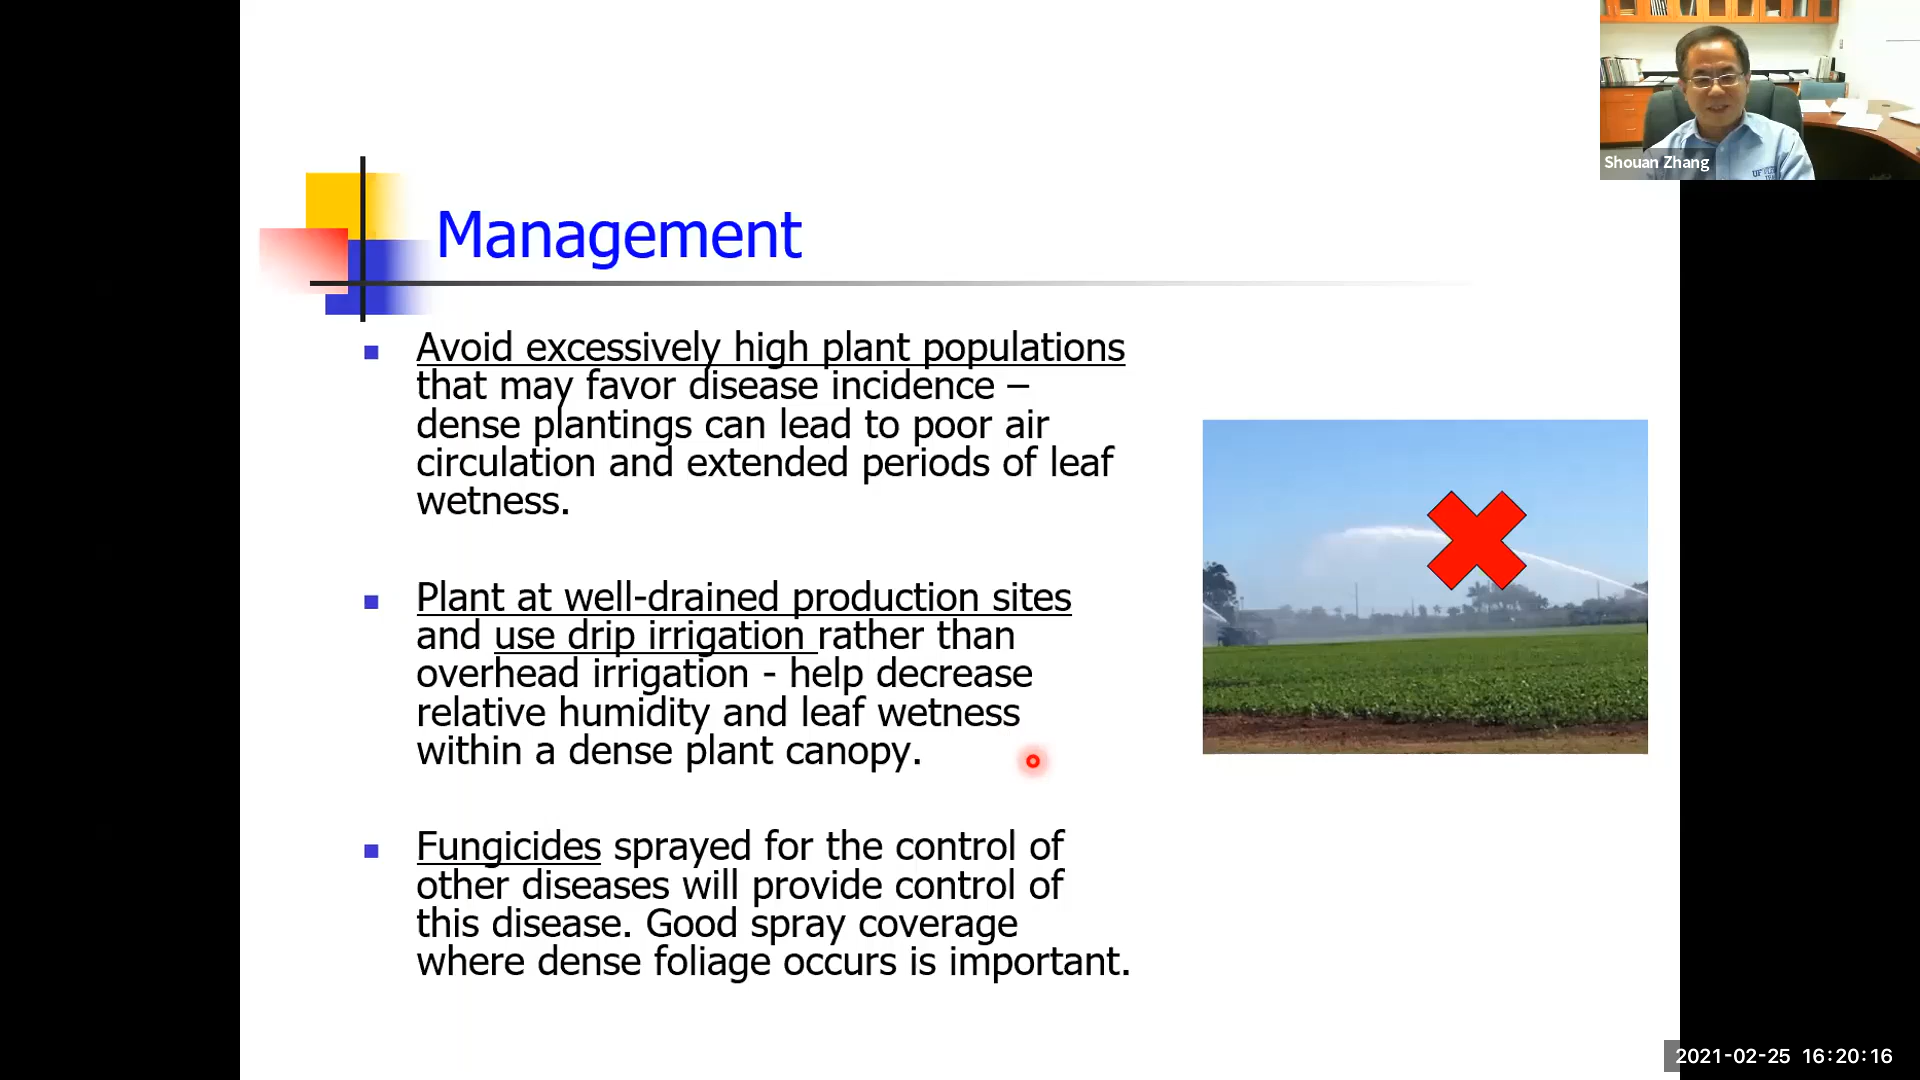 Management
Avoid excessively high plant populations
that may favor disease incidence –
dense plantings can lead to poor air
circulation and extended periods of leaf
wetness.
Plant at well-drained production sites
and use drip irrigation rather than
overhead irrigation - help decrease
relative humidity and leaf wetness
within a dense plant canopy.
Fungicides sprayed for the control of
other diseases will provide control of
this disease. Good spray coverage
where dense foliage occurs is important.
Shouan Zhang
2021-02-25 16:20:16